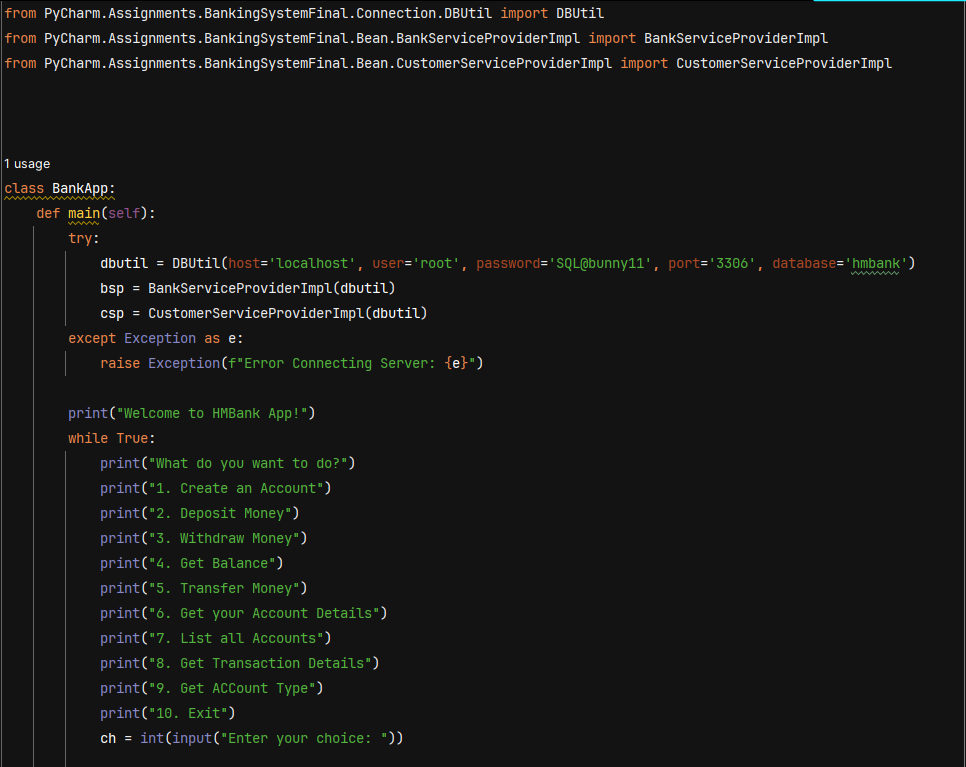 from PyCharm.Assignments.BankingSystemFinal.Connection.DBUtil import DBUtil
from PyCharm.Assignments.BankingSystemFinal.Bean.BankServiceProviderImpl import BankServiceProviderImpl
from PyCharm.Assignments.BankingSystemFinal.Bean.CustomerServiceProviderImpl import CustomerServiceProviderImpl
1 usage
class BankApp:
    def main(self):
        try:
            dbutil = DBUtil(host='localhost', user='root', password='SQL@bunny11', port='3306', database='hmbank')
            bsp = BankServiceProviderImpl(dbutil)
            csp = CustomerServiceProviderImpl(dbutil)
        except Exception as e:
            raise Exception(f"Error Connecting Server: {e}")
        print("Welcome to HMBank App!")
        while True:
            print("What do you want to do?")
            print("1. Create an Account")
            print("2. Deposit Money")
            print("3. Withdraw Money")
            print("4. Get Balance")
            print("5. Transfer Money")
            print("6. Get your Account Details")
            print("7. List all Accounts")
            print("8. Get Transaction Details")
            print("9. Get ACCount Type")
            print("10. Exit")
            ch = int(input("Enter your choice: "))